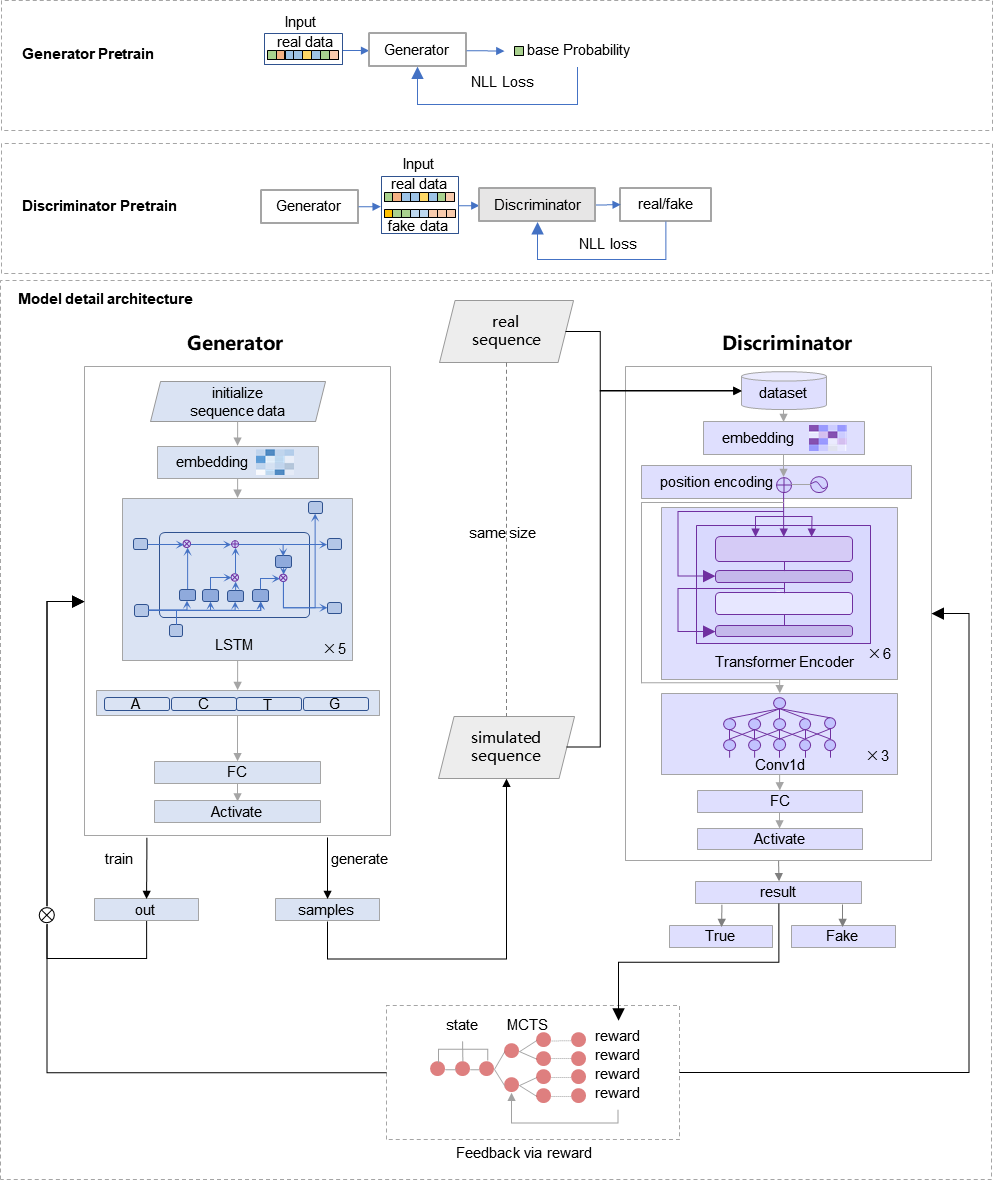 Generator Pretrain
Input
real data
Generator
base Probability
NLL Loss
Discriminator Pretrain
Input
Generator
real data
fake data
Discriminator
real/fake
NLL loss
Model detail architecture
Generator
initialize
sequence data
embedding
LSTM
×5
A C T G
FC
Activate
train
generate
out
samples
real
sequence
same size
simulated
sequence
Discriminator
dataset
embedding
position encoding
Transformer Encoder
×6
Conv1d
×3
FC
Activate
result
True
Fake
state
MCTS
reward
reward
reward
reward
Feedback via reward